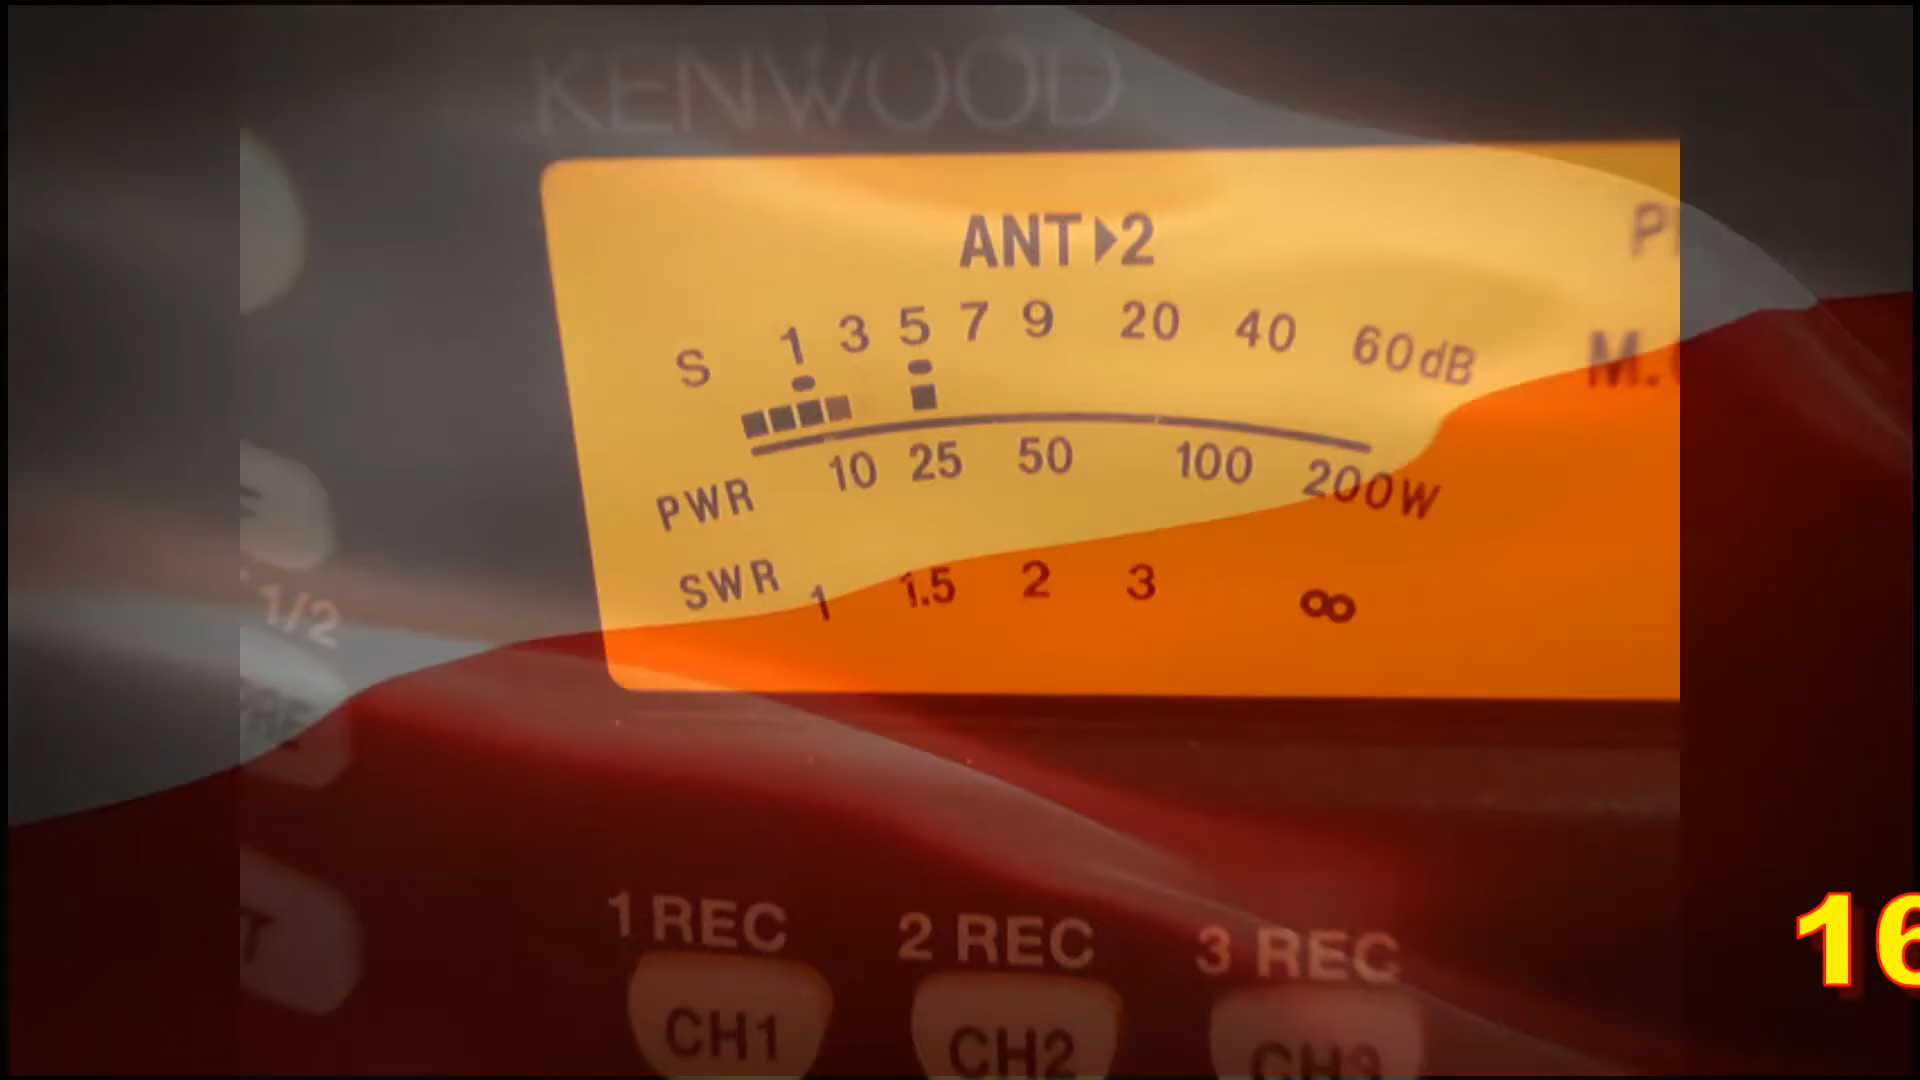 KENWOOD
ANT▸2
S 1 3 5 7 9 20 40 60dB
M.
10 25 50 100 200W
PWR
SWR 1 1.5 2 3 ∞
1/2
1 REC 2 REC 3 REC
CH1 CH2 CH3
16